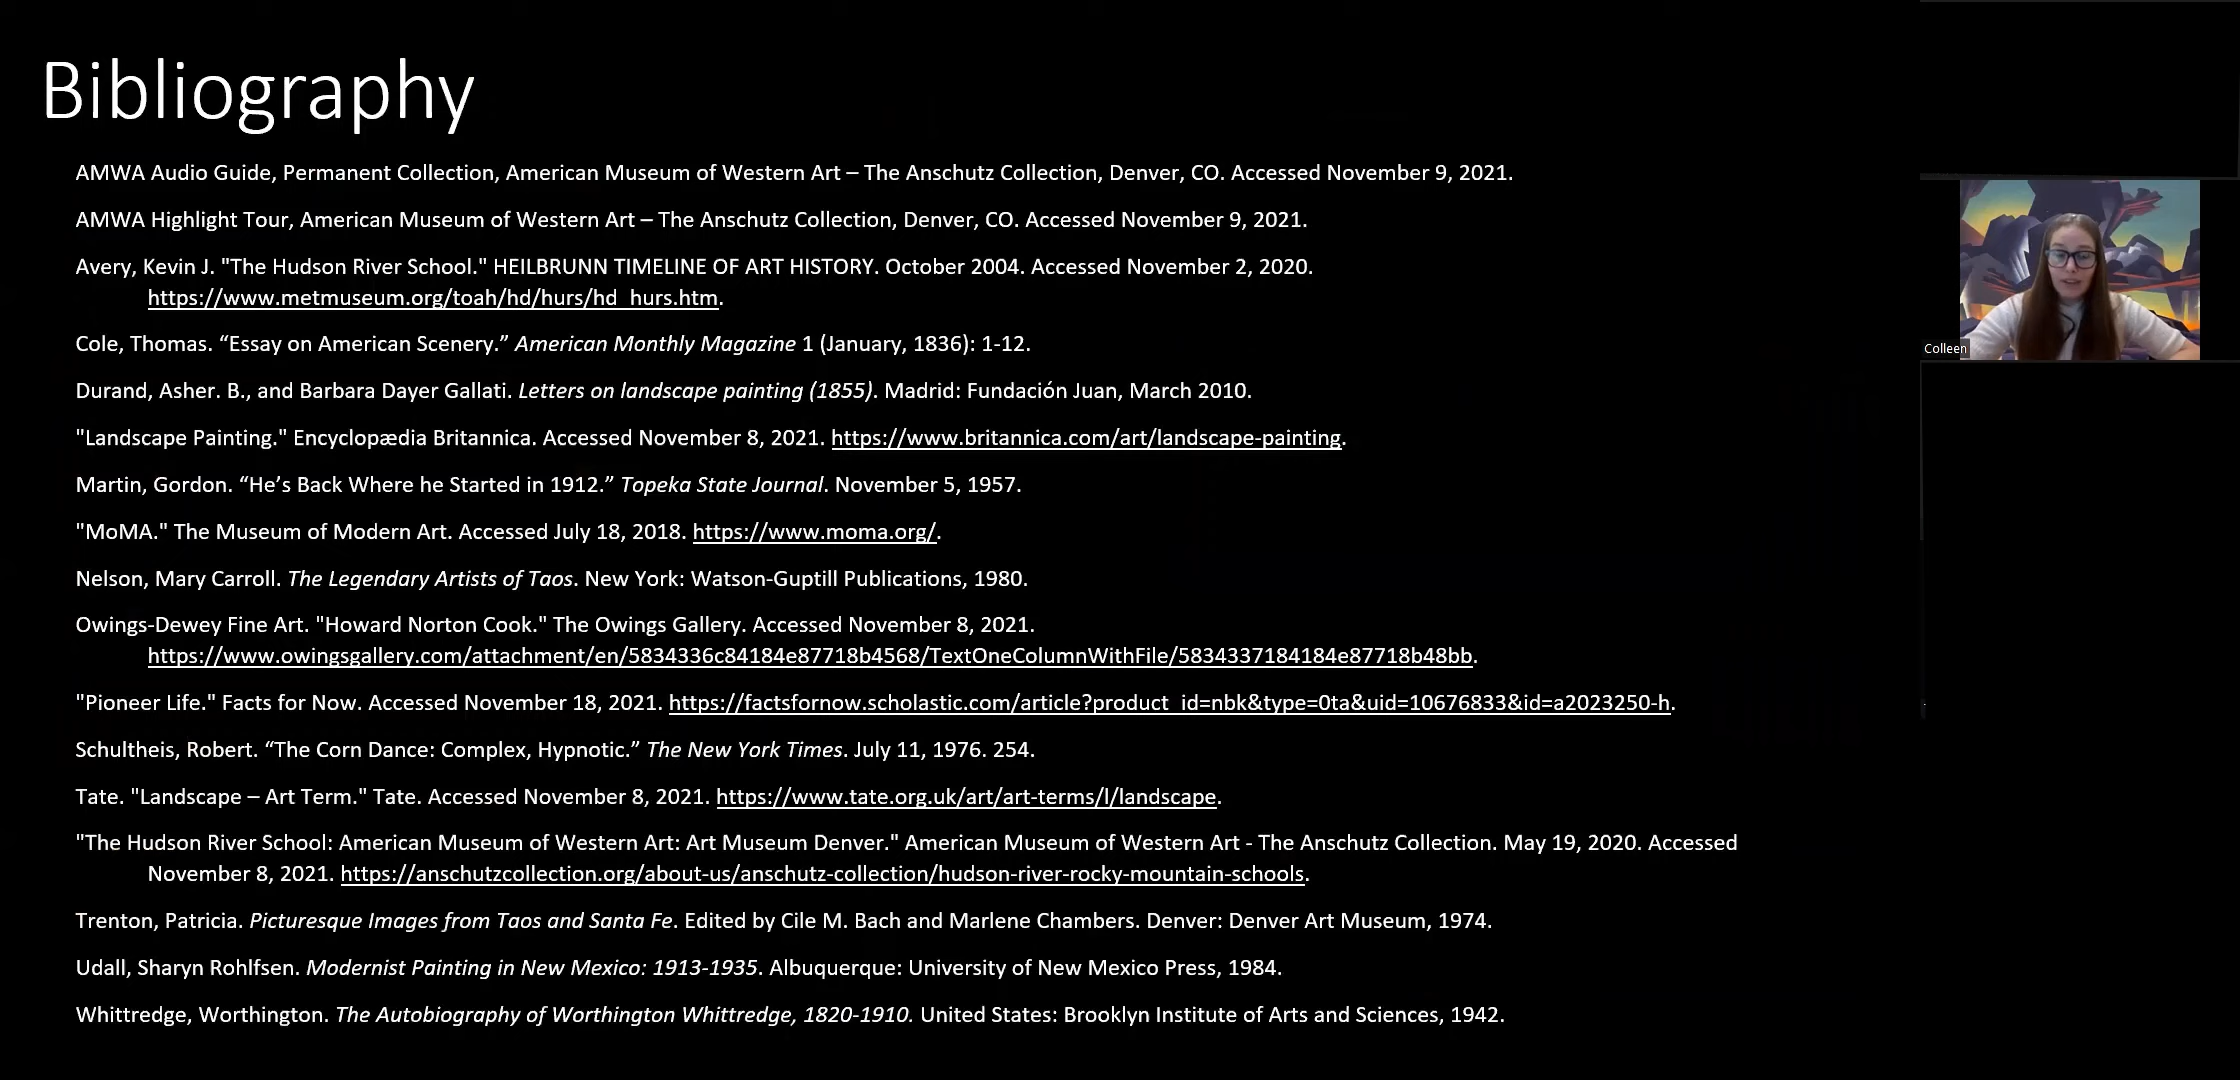 Bibliography
AMWA Audio Guide, Permanent Collection, American Museum of Western Art – The Anschutz Collection, Denver, CO. Accessed November 9, 2021.
AMWA Highlight Tour, American Museum of Western Art – The Anschutz Collection, Denver, CO. Accessed November 9, 2021.
Avery, Kevin J. "The Hudson River School." HEILBRUNN TIMELINE OF ART HISTORY. October 2004. Accessed November 2, 2020.
https://www.metmuseum.org/toah/hd/hurs/hd_hurs.htm.
Cole, Thomas. “Essay on American Scenery.” American Monthly Magazine 1 (January, 1836): 1-12.
Durand, Asher. B., and Barbara Dayer Gallati. Letters on landscape painting (1855). Madrid: Fundación Juan, March 2010.
"Landscape Painting." Encyclopædia Britannica. Accessed November 8, 2021. https://www.britannica.com/art/landscape-painting.
Martin, Gordon. “He’s Back Where he Started in 1912.” Topeka State Journal. November 5, 1957.
"MoMA." The Museum of Modern Art. Accessed July 18, 2018. https://www.moma.org/.
Nelson, Mary Carroll. The Legendary Artists of Taos. New York: Watson-Guptill Publications, 1980.
Owings-Dewey Fine Art. "Howard Norton Cook." The Owings Gallery. Accessed November 8, 2021.
https://www.owingsgallery.com/attachment/en/5834336c84184e87718b4568/TextOneColumnWithFile/5834337184184e87718b48bb.
"Pioneer Life." Facts for Now. Accessed November 18, 2021. https://factsfornow.scholastic.com/article?product_id=nbk&type=0ta&uid=10676833&id=a2023250-h.
Schultheis, Robert. “The Corn Dance: Complex, Hypnotic.” The New York Times. July 11, 1976. 254.
Tate. "Landscape – Art Term." Tate. Accessed November 8, 2021. https://www.tate.org.uk/art/art-terms/l/landscape.
"The Hudson River School: American Museum of Western Art: Art Museum Denver." American Museum of Western Art - The Anschutz Collection. May 19, 2020. Accessed
November 8, 2021. https://anschutzcollection.org/about-us/anschutz-collection/hudson-river-rocky-mountain-schools.
Trenton, Patricia. Picturesque Images from Taos and Santa Fe. Edited by Cile M. Bach and Marlene Chambers. Denver: Denver Art Museum, 1974.
Udall, Sharyn Rohlfsen. Modernist Painting in New Mexico: 1913-1935. Albuquerque: University of New Mexico Press, 1984.
Whittredge, Worthington. The Autobiography of Worthington Whittredge, 1820-1910. United States: Brooklyn Institute of Arts and Sciences, 1942.
Colleen